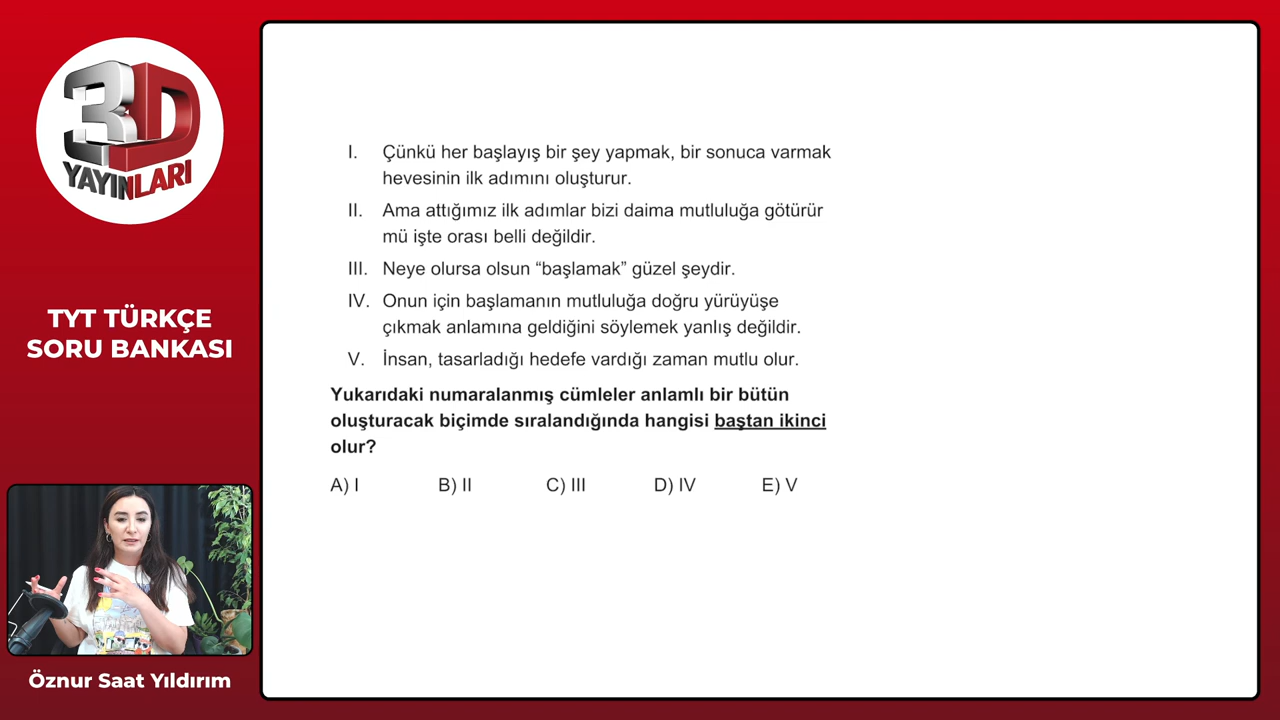 3D
YAYINLARI
TYT TÜRKÇE
SORU BANKASI
Öznur Saat Yıldırım
I. Çünkü her başlayış bir şey yapmak, bir sonuca varmak
hevesinin ilk adımını oluşturur.
II. Ama attığımız ilk adımlar bizi daima mutluluğa götürür
mü işte orası belli değildir.
III. Neye olursa olsun “başlamak” güzel şeydir.
IV. Onun için başlamanın mutluluğa doğru yürüyüşe
çıkmak anlamına geldiğini söylemek yanlış değildir.
V. İnsan, tasarladığı hedefe vardığı zaman mutlu olur.
Yukarıdaki numaralanmış cümleler anlamlı bir bütün
oluşturacak biçimde sıralandığında hangisi baştan ikinci
olur?
A) I B) II C) III D) IV E) V